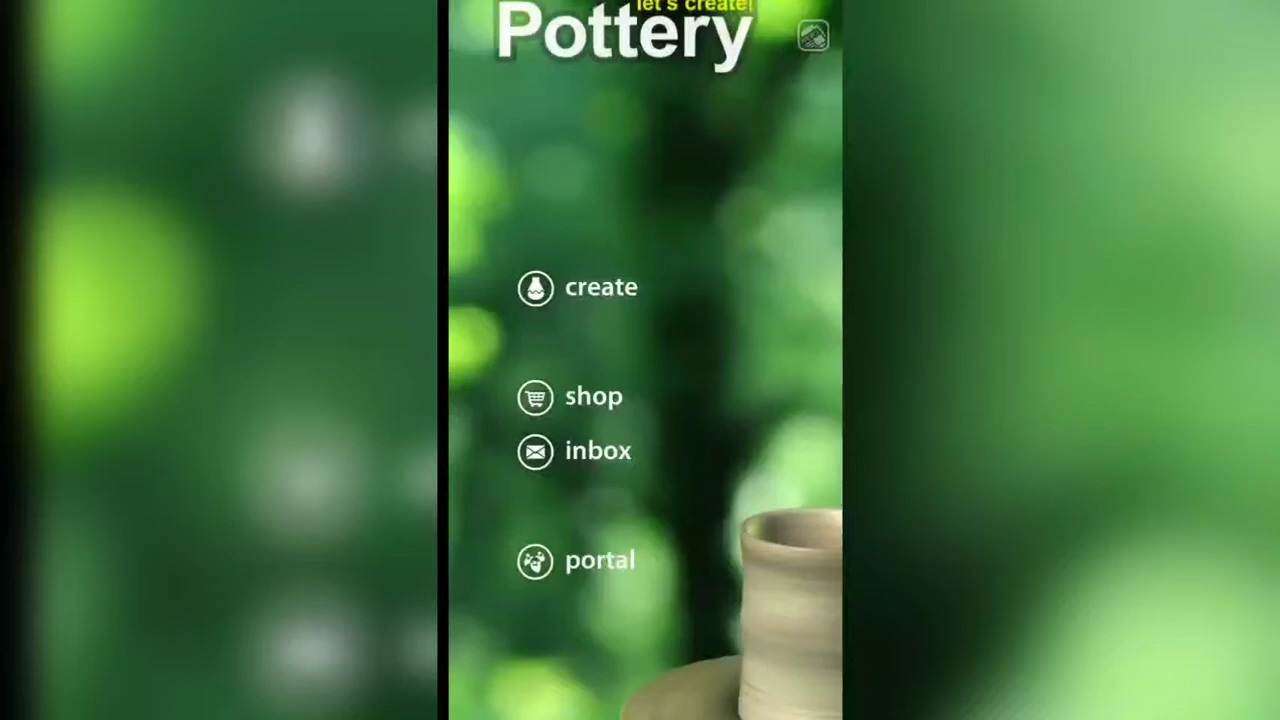 let's create!
Pottery
create
shop
inbox
portal